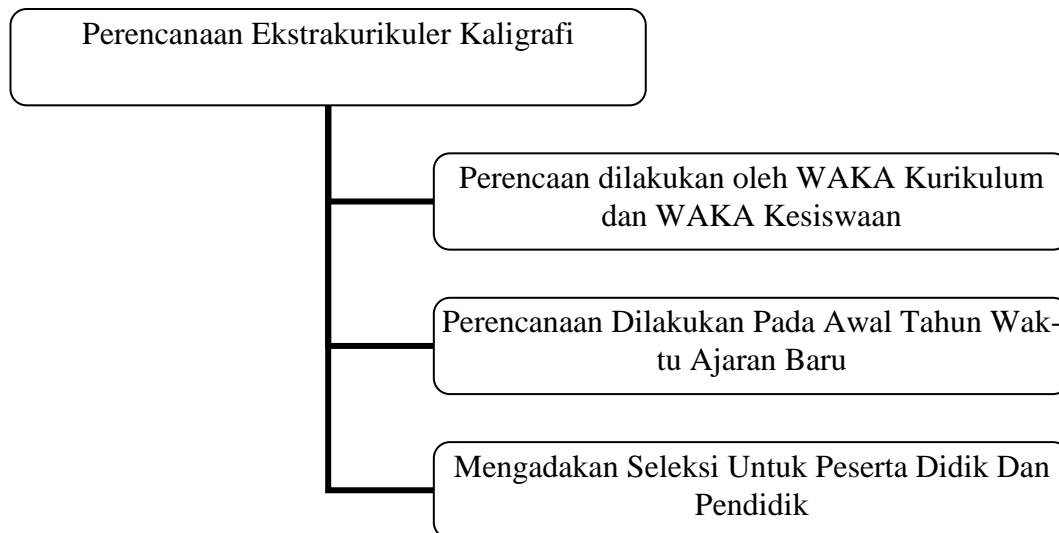 Perencanaan Ekstrakurikuler Kaligrafi
Perencaan dilakukan oleh WAKA Kurikulum
dan WAKA Kesiswaan
Perencanaan Dilakukan Pada Awal Tahun Wak-
tu Ajaran Baru
Mengadakan Seleksi Untuk Peserta Didik Dan
Pendidik